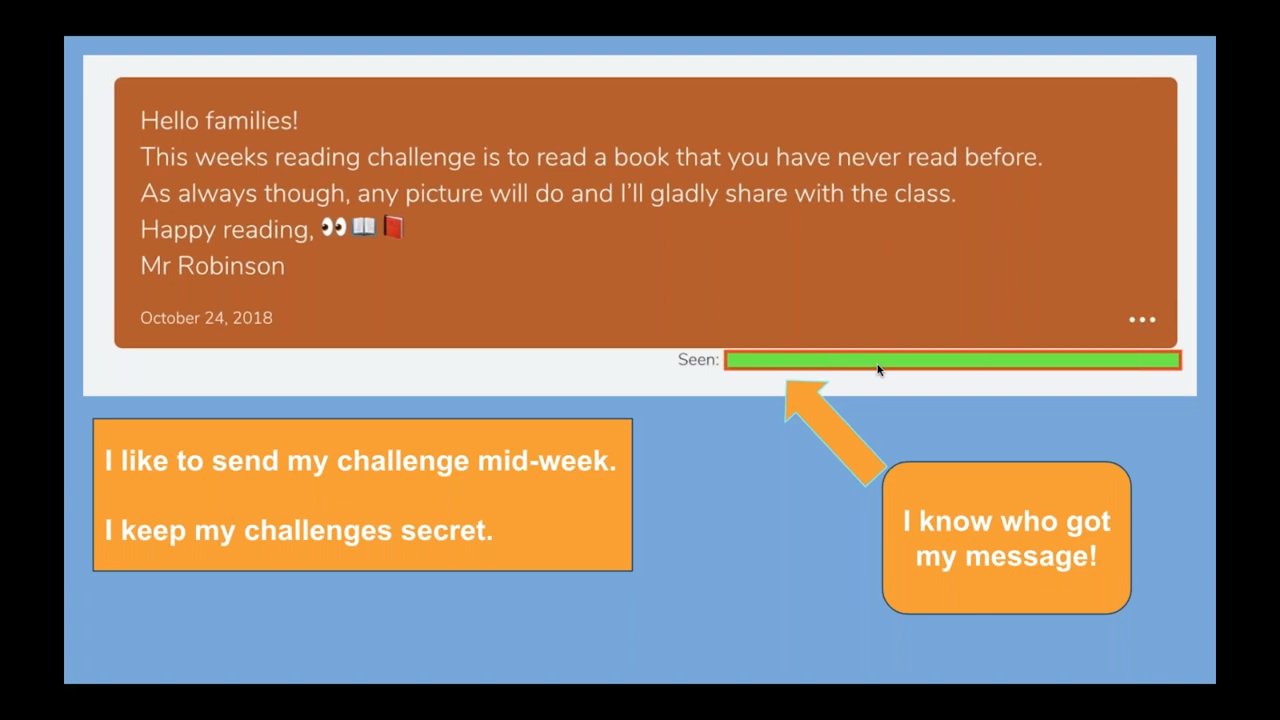 Hello families!
This weeks reading challenge is to read a book that you have never read before.
As always though, any picture will do and I'll gladly share with the class.
Happy reading, 👀📖📕
Mr Robinson
October 24, 2018
Seen:
I like to send my challenge mid-week.
I keep my challenges secret.
I know who got
my message!